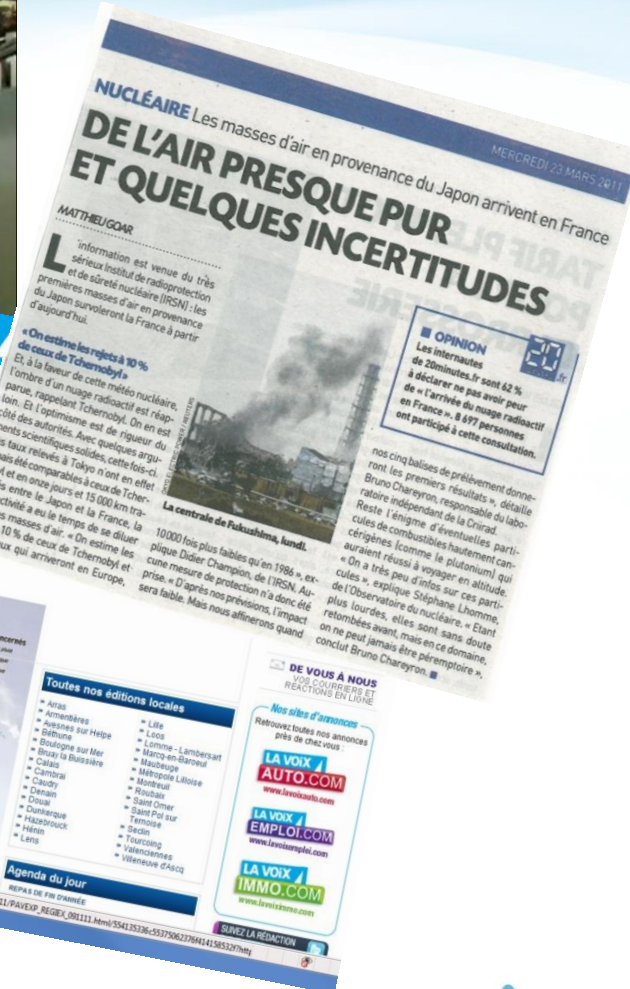 MERCREDI 23 MARS 2011
NUCLÉAIRE Les masses d'air en provenance du Japon arrivent en France
DE L'AIR PRESQUE PUR
ET QUELQUES INCERTITUDES
MATTHIEU GOAR
L'information est venue du très
sérieux Institut de radioprotection
et de sûreté nucléaire (IRSN) : les
premières masses d'air en provenance
du Japon survoleront la France à partir
d'aujourd'hui.
« On estime les rejets à 10 %
de ceux de Tchernobyl »
Et, à la faveur de cette météo nucléaire,
l'ombre d'un nuage radioactif est réap-
parue, rappelant Tchernobyl. On en est
loin. Et l'optimisme est de rigueur du
côté des autorités. Avec quelques argu-
ments scientifiques solides, cette fois-ci.
taux relevés à Tokyo n'ont en effet
ais été comparables à ceux de Tcher-
yl et en onze jours et 15 000 km tra-
s entre le Japon et la France, la
ctivité a eu le temps de se diluer
masses d'air. « On estime les
10 % de ceux de Tchernobyl et
ux qui arriveront en Europe,
PHOTO ELECTRIC POWER / REUTERS
La centrale de Fukushima, lundi.
10 000 fois plus faibles qu'en 1986 », ex-
plique Didier Champion, de l'IRSN. Au-
cune mesure de protection n'a donc été
prise. « D'après nos prévisions, l'impact
sera faible. Mais nous affinerons quand
OPINION
20
.fr
Les internautes
de 20minutes.fr sont 62 %
à déclarer ne pas avoir peur
de « l'arrivée du nuage radioactif
en France ». 8 697 personnes
ont participé à cette consultation.
nos cinq balises de prélèvement donne-
ront les premiers résultats », détaille
Bruno Chareyron, responsable du labo-
ratoire indépendant de la Criirad.
Reste l'énigme d'éventuelles parti-
cules de combustibles hautement can-
cérigènes (comme le plutonium) qui
auraient réussi à voyager en altitude.
« On a très peu d'infos sur ces parti-
cules », explique Stéphane Lhomme,
de l'Observatoire du nucléaire. « Etant
plus lourdes, elles sont sans doute
retombées avant, mais en ce domaine,
on ne peut jamais être péremptoire »,
conclut Bruno Chareyron.
Toutes nos éditions locales
Arras
Armentières
Avesnes sur Helpe
Béthune
Boulogne sur Mer
Bruay la Buissière
Calais
Cambrai
Caudry
Denain
Douai
Dunkerque
Hazebrouck
Hénin
Lens
Lille
Loos
Lomme - Lambersart
Marcq-en-Baroeul
Maubeuge
Métropole Lilloise
Montreuil
Roubaix
Saint Omer
Saint Pol sur
Ternoise
Seclin
Tourcoing
Valenciennes
Villeneuve d'Ascq
Agenda du jour
REPAS DE FIN D'ANNÉE
DE VOUS À NOUS
VOS COURRIERS ET
RÉACTIONS EN LIGNE
Nos sites d'annonces
Retrouvez toutes nos annonces
près de chez vous :
LA VOIX
AUTO.COM
www.lavoixauto.com
LA VOIX
EMPLOI.COM
www.lavoixemploi.com
LA VOIX
IMMO.COM
www.lavoiximmo.com
SUIVEZ LA RÉDACTION